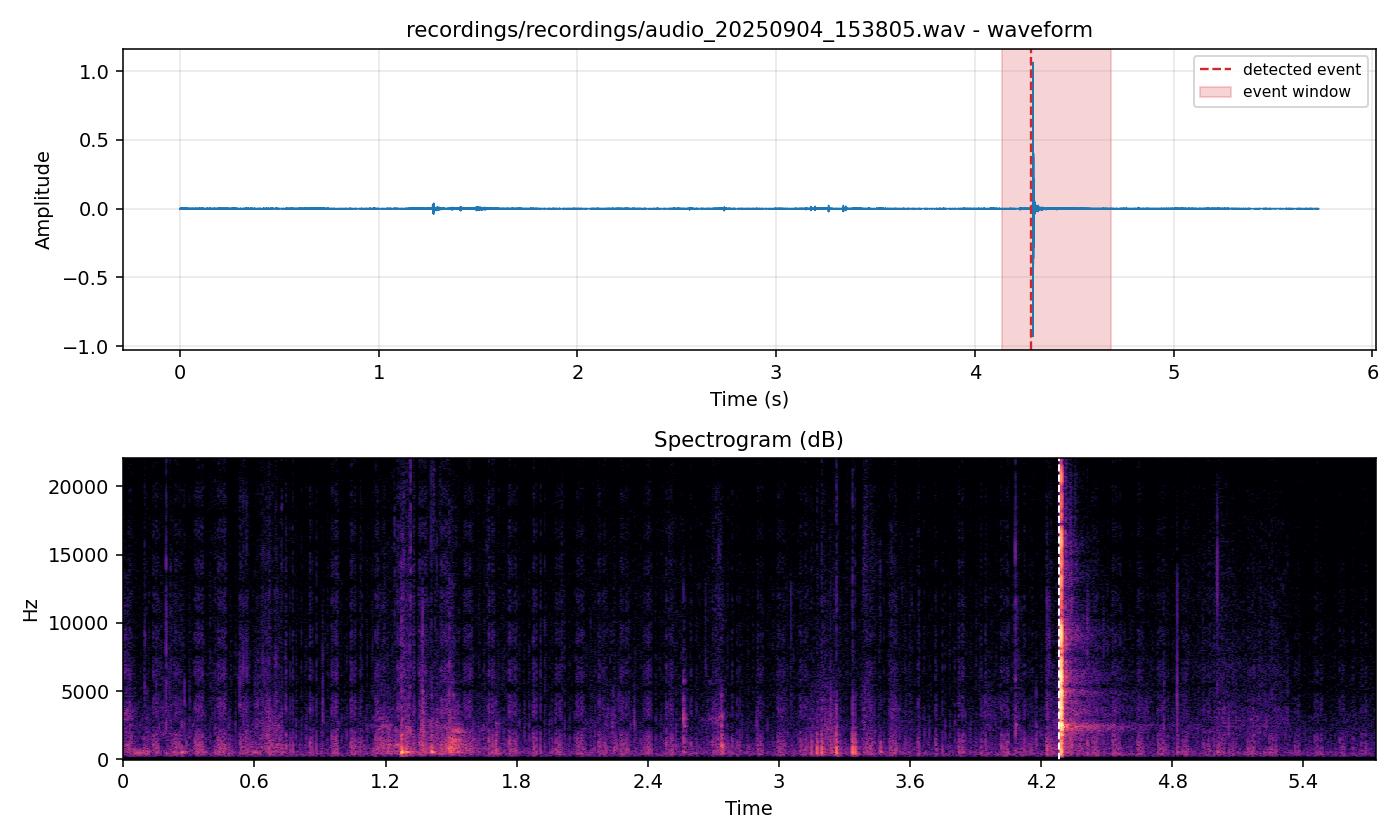 recordings/recordings/audio_20250904_153805.wav - waveform
1.0
0.5
0.0
−0.5
−1.0
Amplitude
detected event
event window
0 1 2 3 4 5 6
Time (s)
Spectrogram (dB)
20000
15000
10000
5000
0
Hz
0 0.6 1.2 1.8 2.4 3 3.6 4.2 4.8 5.4
Time